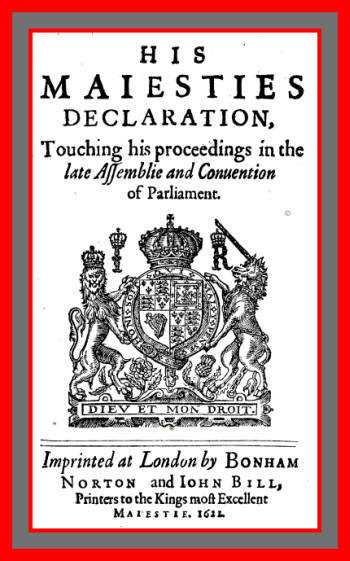 HIS
MAIESTIES
DECLARATION,
Touching his proceedings in the
late Aſſemblie and Conuention
of Parliament.
I R
DIEV ET MON DROIT.
Imprinted at London by BONHAM
NORTON and IOHN BILL,
Printers to the Kings moſt Excellent
MAIESTIE. 1621.